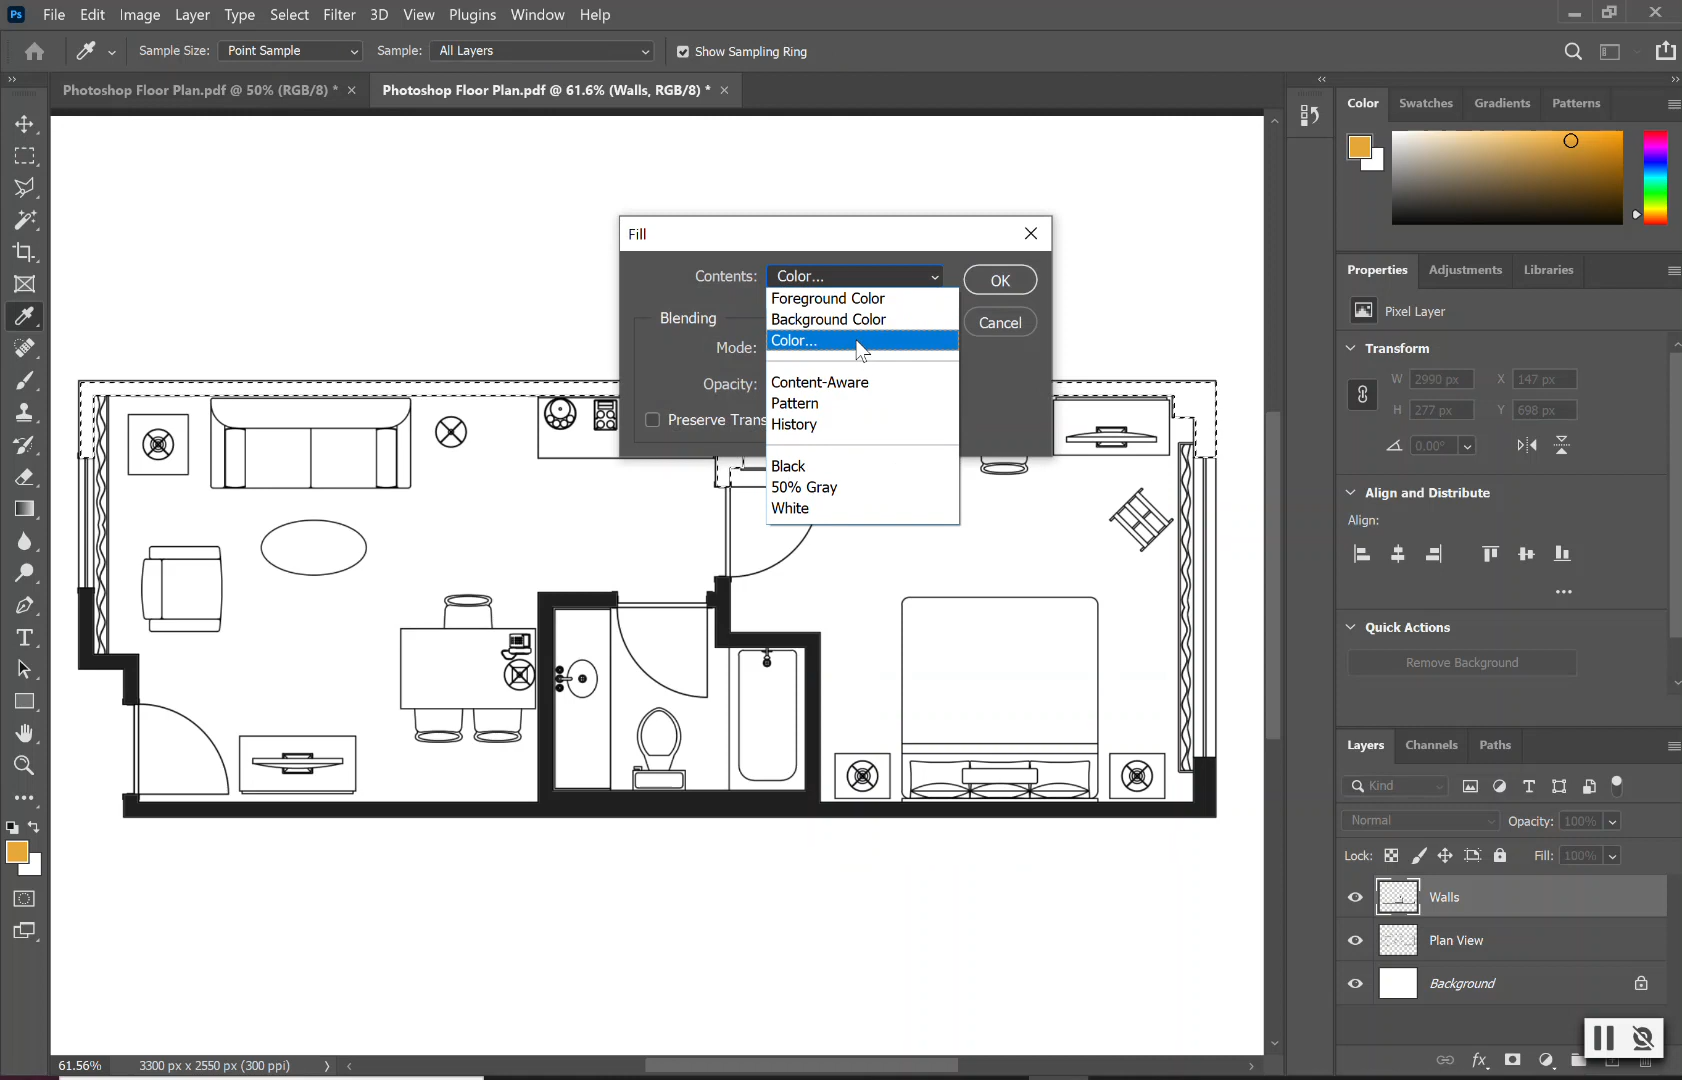 Ps File Edit Image Layer Type Select Filter 3D View Plugins Window Help
Sample Size: Point Sample Sample: All Layers Show Sampling Ring
Photoshop Floor Plan.pdf @ 50% (RGB/8) * × Photoshop Floor Plan.pdf @ 61.6% (Walls, RGB/8) * ×
Fill
Contents: Color... OK
Foreground Color
Background Color
Color...
Content-Aware
Pattern
History
Black
50% Gray
White
Cancel
Blending
Mode:
Opacity:
Preserve Trans
Color Swatches Gradients Patterns
Properties Adjustments Libraries
Pixel Layer
Transform
W 2990 px X 147 px
H 277 px Y 698 px
0.00°
Align and Distribute
Align:
Quick Actions
Remove Background
Layers Channels Paths
Kind
Normal Opacity: 100%
Lock: Fill: 100%
Walls
Plan View
Background
fx
61.56% 3300 px x 2550 px (300 ppi)